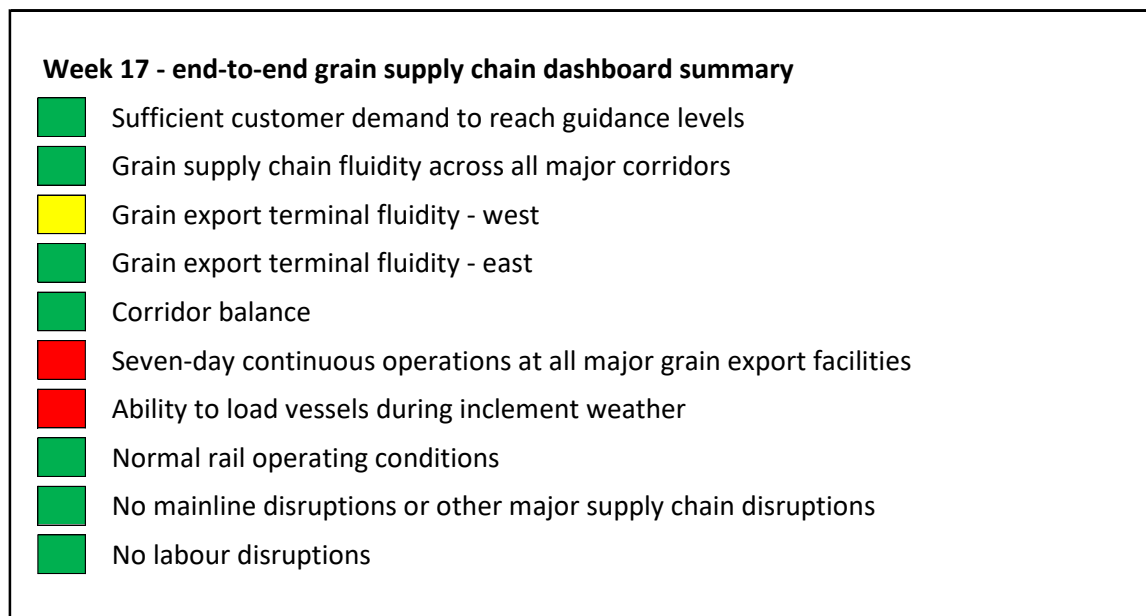 Week 17 - end-to-end grain supply chain dashboard summary
Sufficient customer demand to reach guidance levels
Grain supply chain fluidity across all major corridors
Grain export terminal fluidity - west
Grain export terminal fluidity - east
Corridor balance
Seven-day continuous operations at all major grain export facilities
Ability to load vessels during inclement weather
Normal rail operating conditions
No mainline disruptions or other major supply chain disruptions
No labour disruptions